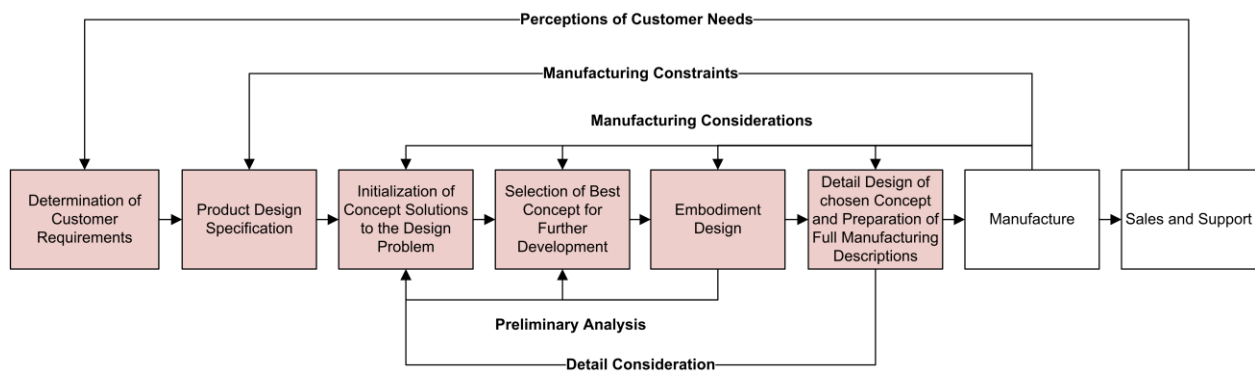 Perceptions of Customer Needs
Manufacturing Constraints
Manufacturing Considerations
Determination of
Customer
Requirements
Product Design
Specification
Initialization of
Concept Solutions
to the Design
Problem
Selection of Best
Concept for
Further
Development
Embodiment
Design
Detail Design of
chosen Concept
and Preparation of
Full Manufacturing
Descriptions
Manufacture
Sales and Support
Preliminary Analysis
Detail Consideration